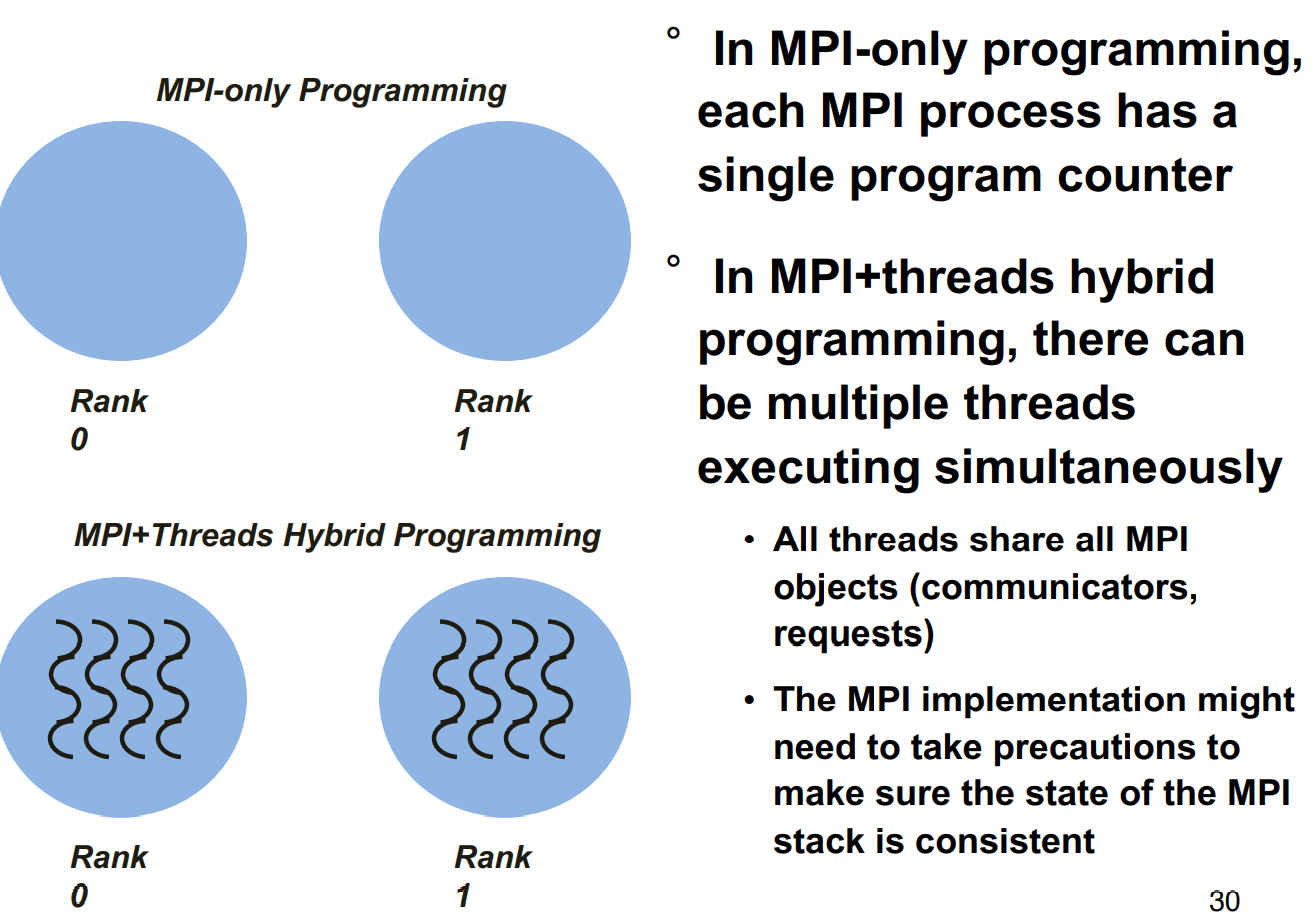 MPI-only Programming
Rank
0
Rank
1
MPI+Threads Hybrid Programming
Rank
0
Rank
1
° In MPI-only programming,
each MPI process has a
single program counter
° In MPI+threads hybrid
programming, there can
be multiple threads
executing simultaneously
• All threads share all MPI
objects (communicators,
requests)
• The MPI implementation might
need to take precautions to
make sure the state of the MPI
stack is consistent
30